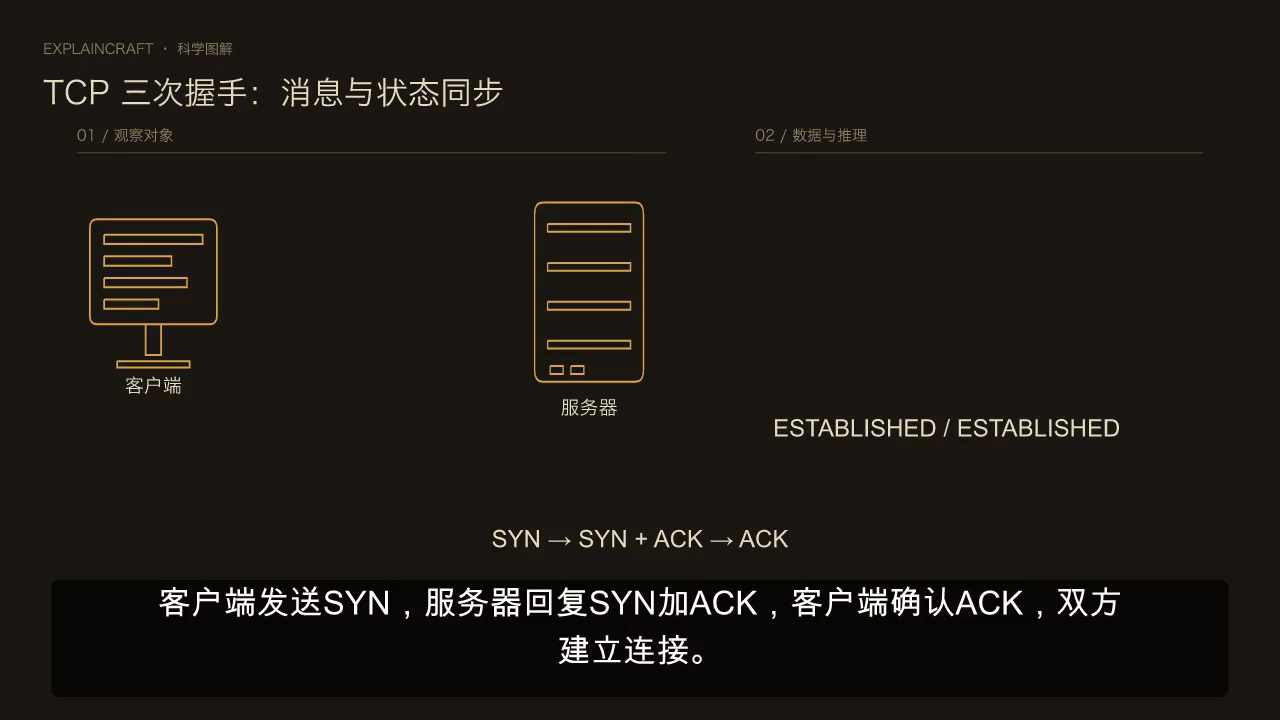 EXPLAINCRAFT · 科学图解
TCP 三次握手：消息与状态同步
01 / 观察对象
02 / 数据与推理
客户端
服务器
ESTABLISHED / ESTABLISHED
SYN → SYN + ACK → ACK
客户端发送SYN，服务器回复SYN加ACK，客户端确认ACK，双方
建立连接。